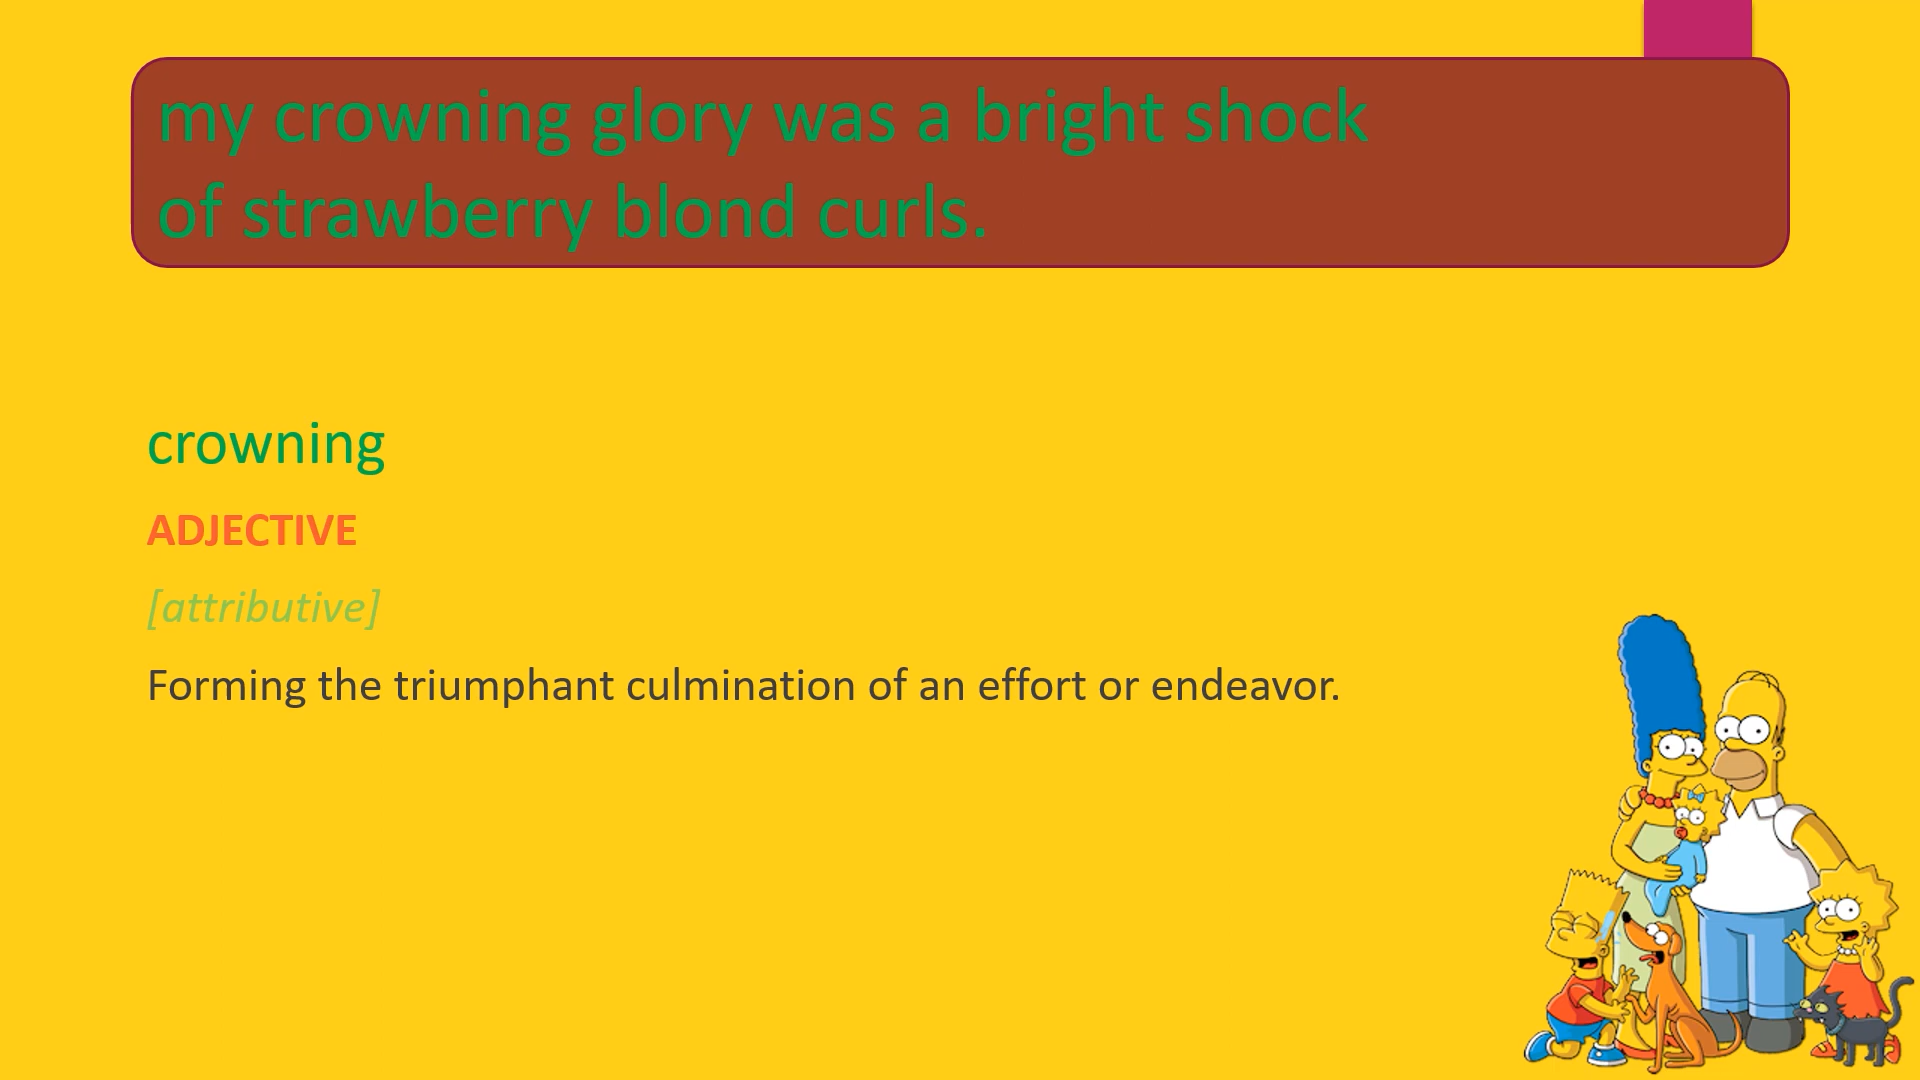 my crowning glory was a bright shock
of strawberry blond curls.
crowning
ADJECTIVE
[attributive]
Forming the triumphant culmination of an effort or endeavor.